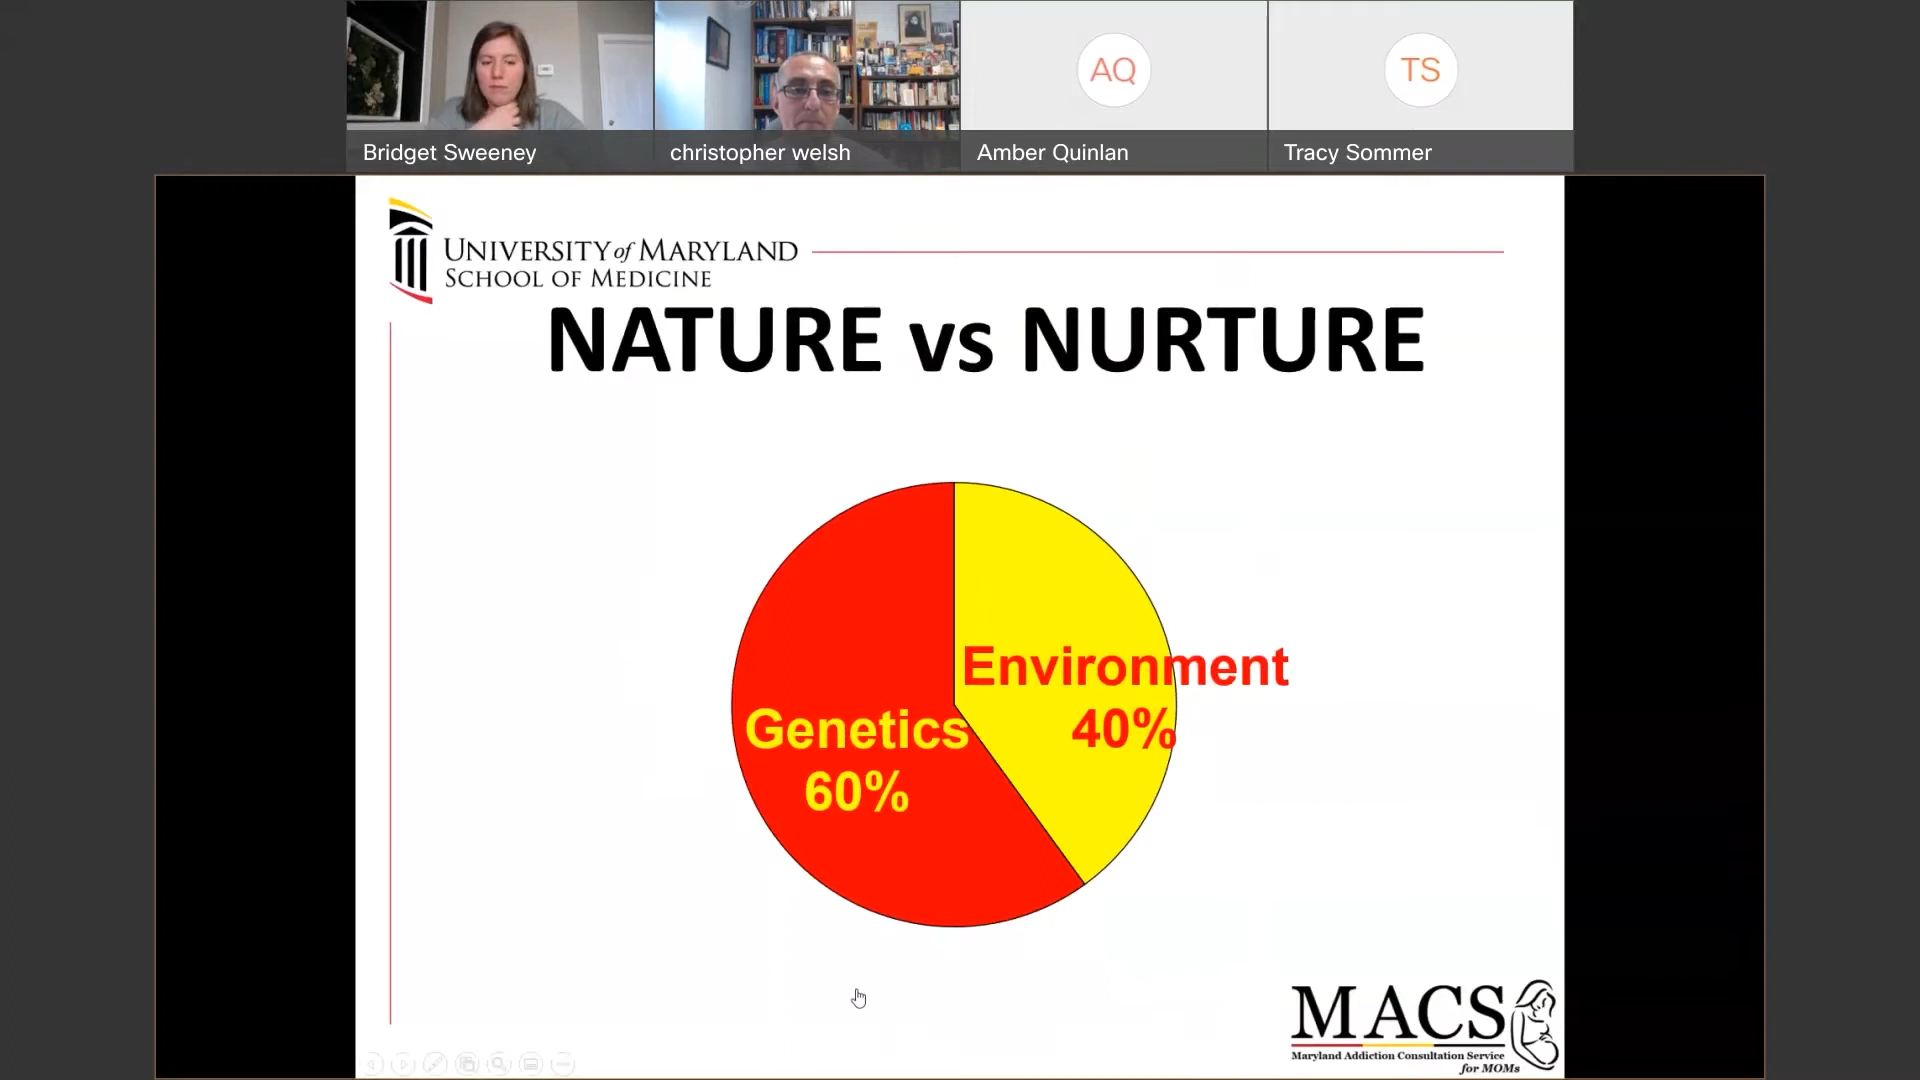 AQ
TS
Bridget Sweeney
christopher welsh
Amber Quinlan
Tracy Sommer
UNIVERSITY of MARYLAND
SCHOOL OF MEDICINE
NATURE vs NURTURE
Environment
40%
Genetics
60%
MACS
Maryland Addiction Consultation Service
for MOMs